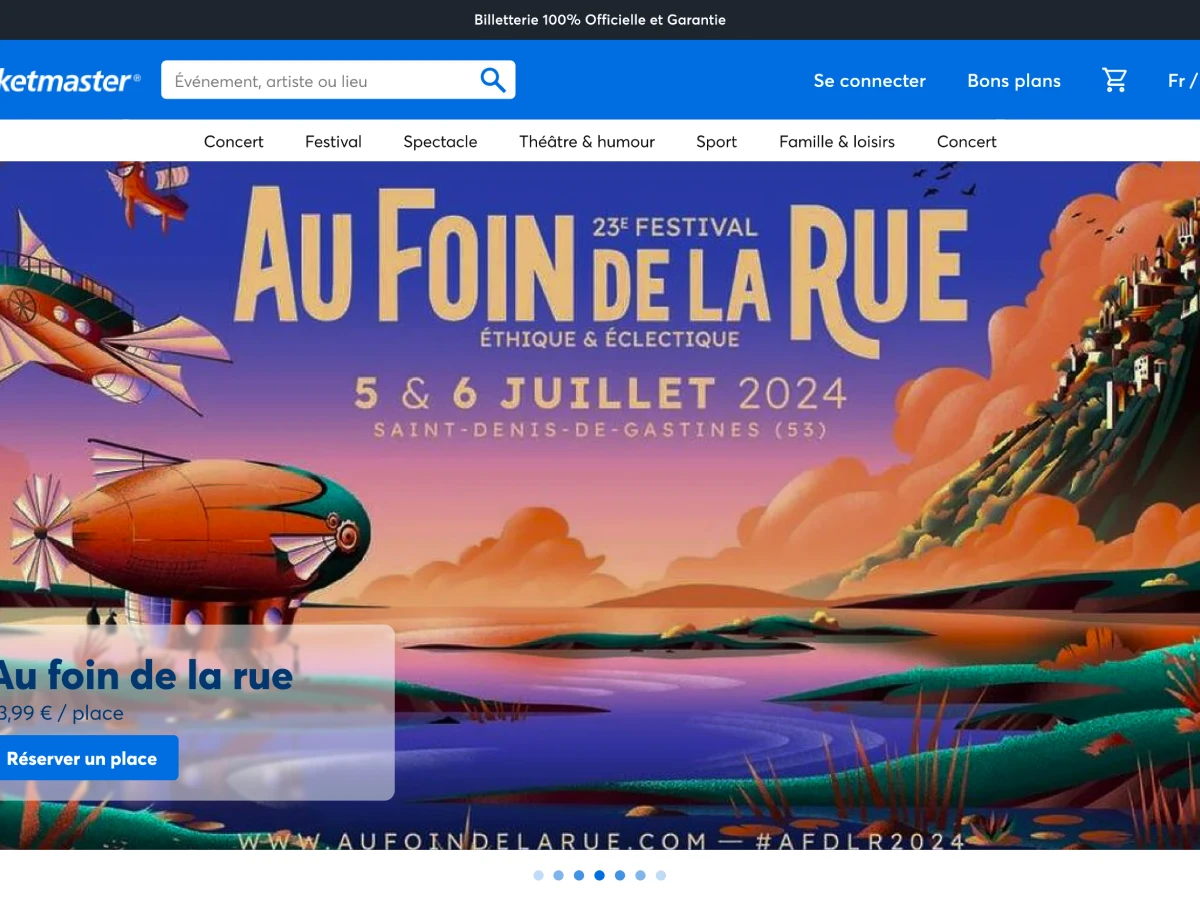 Billetterie 100% Officielle et Garantie
ketmaster®
Événement, artiste ou lieu
Se connecter
Bons plans
Fr /
Concert
Festival
Spectacle
Théâtre & humour
Sport
Famille & loisirs
Concert
AU FOIN DE LA RUE
23E FESTIVAL
ÉTHIQUE & ÉCLECTIQUE
5 & 6 JUILLET 2024
SAINT-DENIS-DE-GASTINES (53)
Au foin de la rue
3,99 € / place
Réserver un place
WWW.AUFOINDELARUE.COM — #AFDLR2024